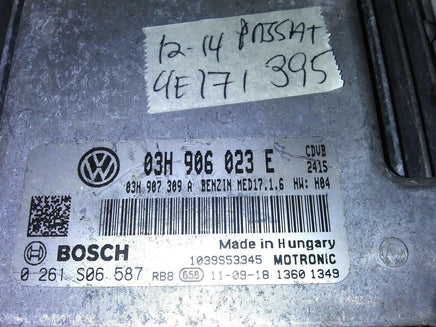 12-14 PASSAT
4E171 395
03H 906 023 E
CDVB
2415
03H 907 309 A BENZIN MED17.1.6 HW: H04
BOSCH
Made in Hungary
1039S53345 MOTRONIC
0 261 S06 587 RB8 658 11-09-18 1360 1349